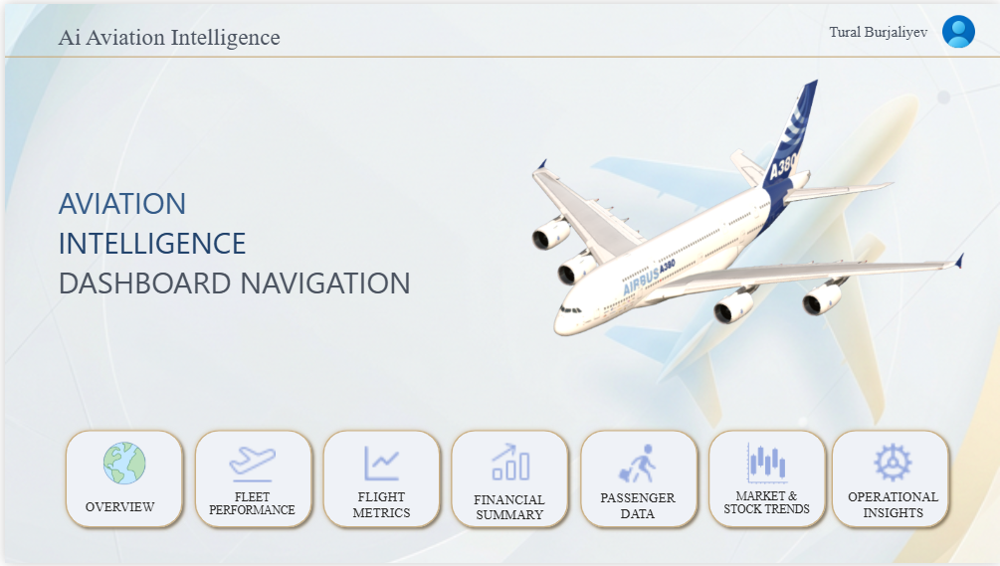 Ai Aviation Intelligence
Tural Burjaliyev
AVIATION
INTELLIGENCE
DASHBOARD NAVIGATION
A380
AIRBUS A380
OVERVIEW
FLEET
PERFORMANCE
FLIGHT
METRICS
FINANCIAL
SUMMARY
PASSENGER
DATA
MARKET &
STOCK TRENDS
OPERATIONAL
INSIGHTS